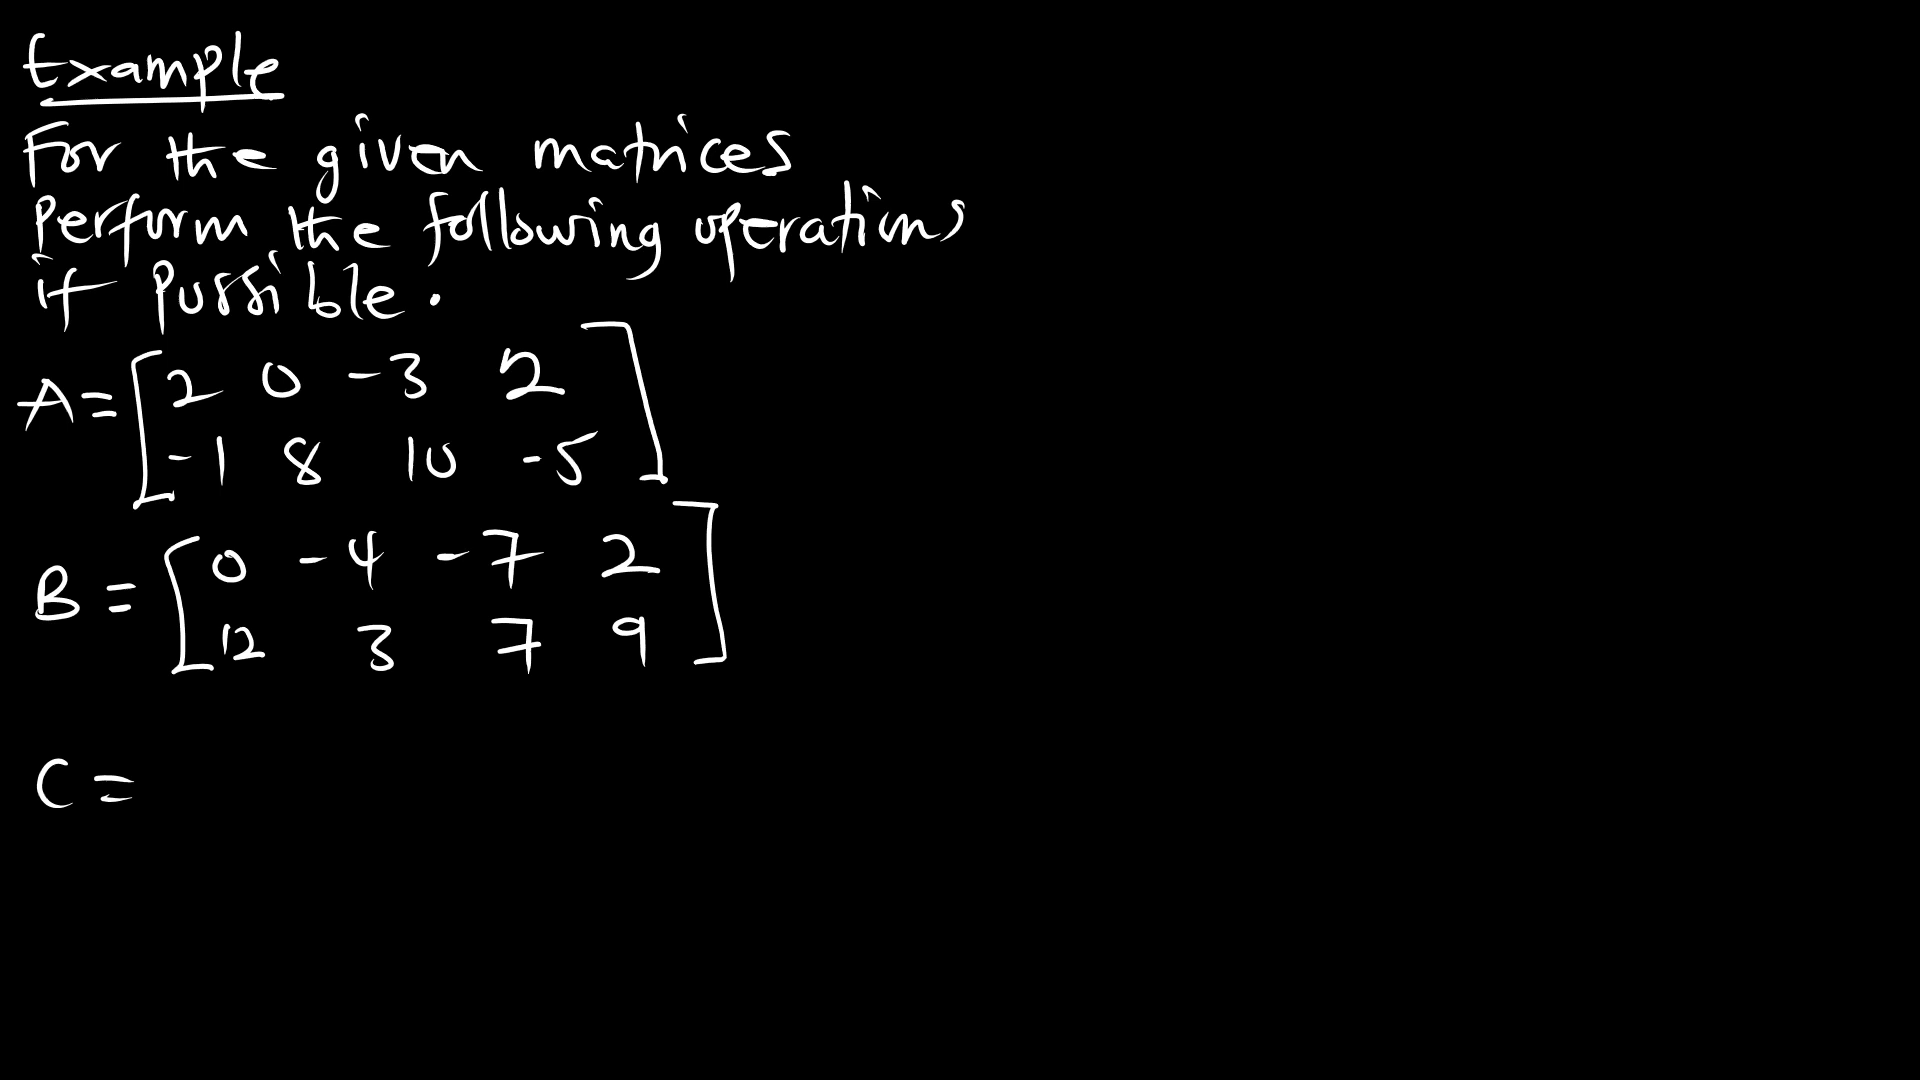 Example
For the given matrices
Perform the following operations
if possible.
A = [2 0 -3 2
-1 8 10 -5]
B = [0 -4 -7 2
12 3 7 9]
C =